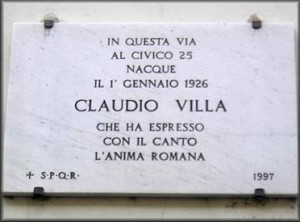 IN QUESTA VIA
AL CIVICO 25
NACQUE
IL 1° GENNAIO 1926
CLAUDIO VILLA
CHE HA ESPRESSO
CON IL CANTO
L'ANIMA ROMANA
+ S·P·Q·R· 1997